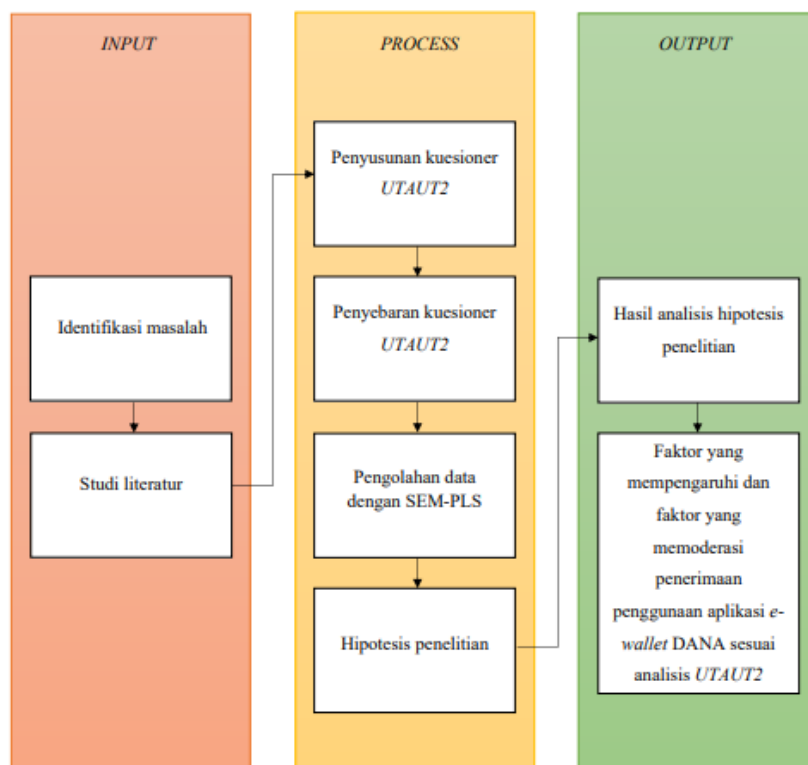 INPUT
Identifikasi masalah
Studi literatur
PROCESS
Penyusunan kuesioner
UTAUT2
Penyebaran kuesioner
UTAUT2
Pengolahan data
dengan SEM-PLS
Hipotesis penelitian
OUTPUT
Hasil analisis hipotesis
penelitian
Faktor yang
mempengaruhi dan
faktor yang
memoderasi
penerimaan
penggunaan aplikasi e-
wallet DANA sesuai
analisis UTAUT2